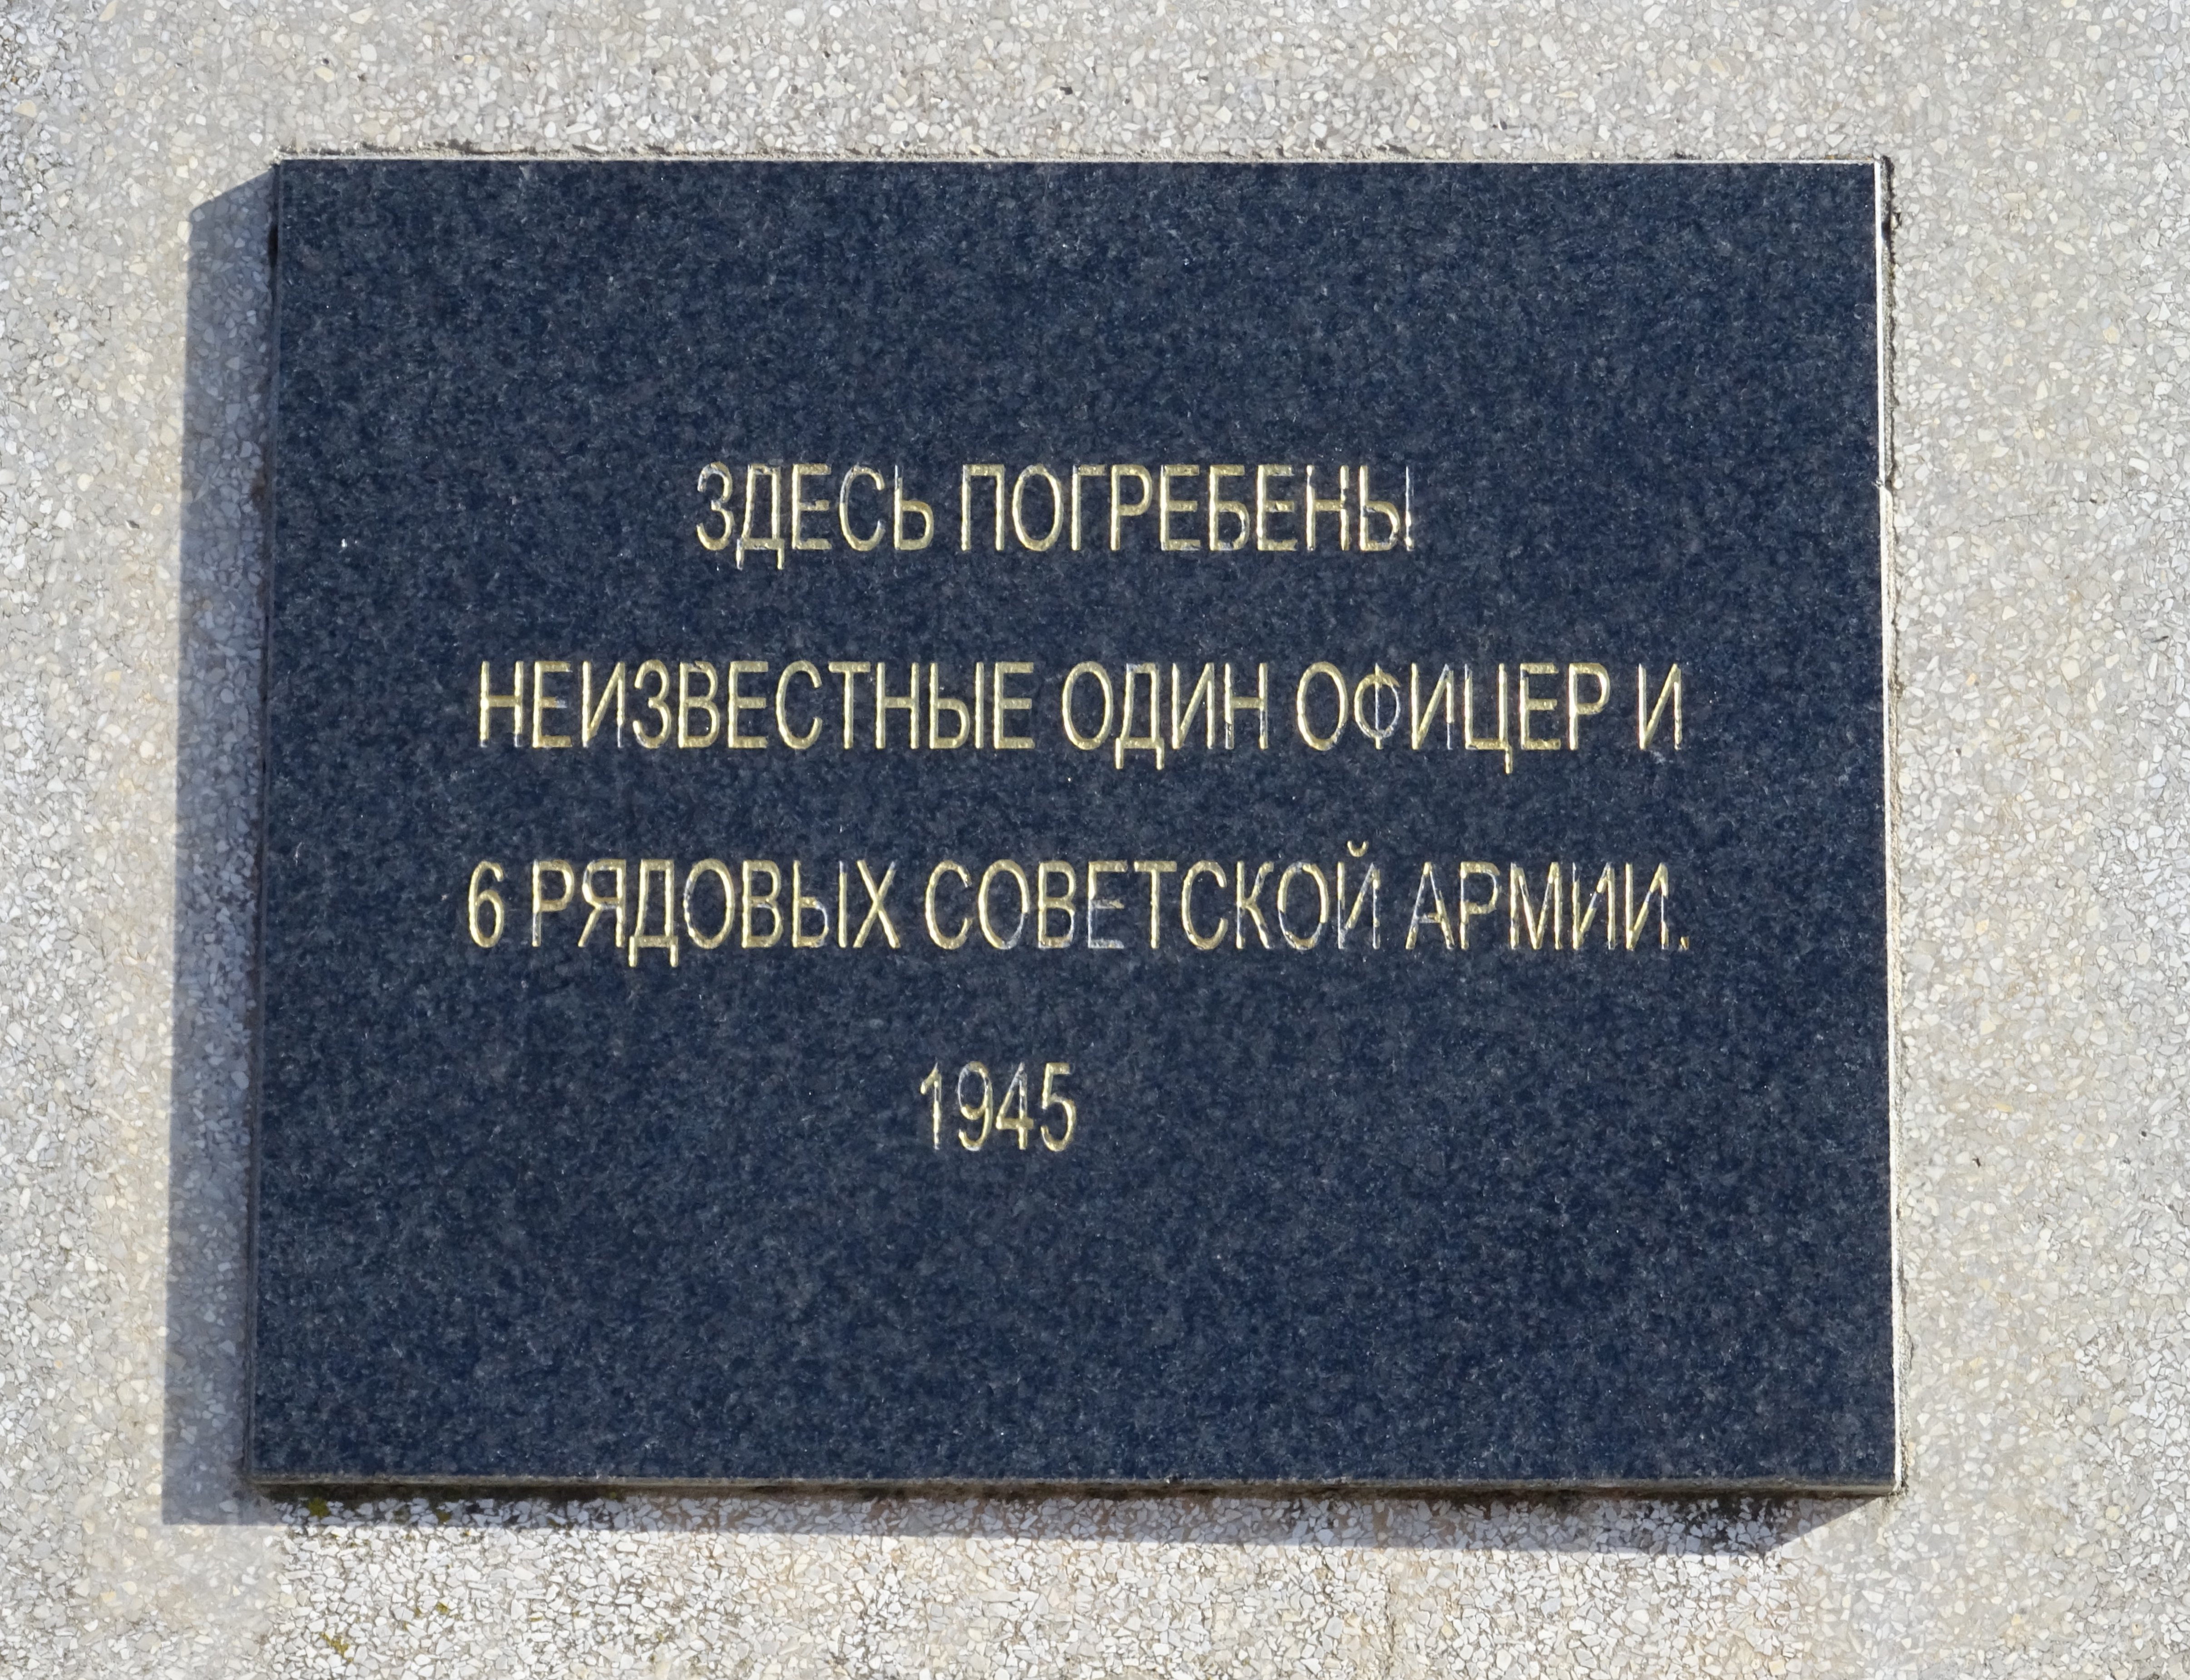 ЗДЕСЬ ПОГРЕБЕНЫ
НЕИЗВЕСТНЫЕ ОДИН ОФИЦЕР И
6 РЯДОВЫХ СОВЕТСКОЙ АРМИИ.
1945